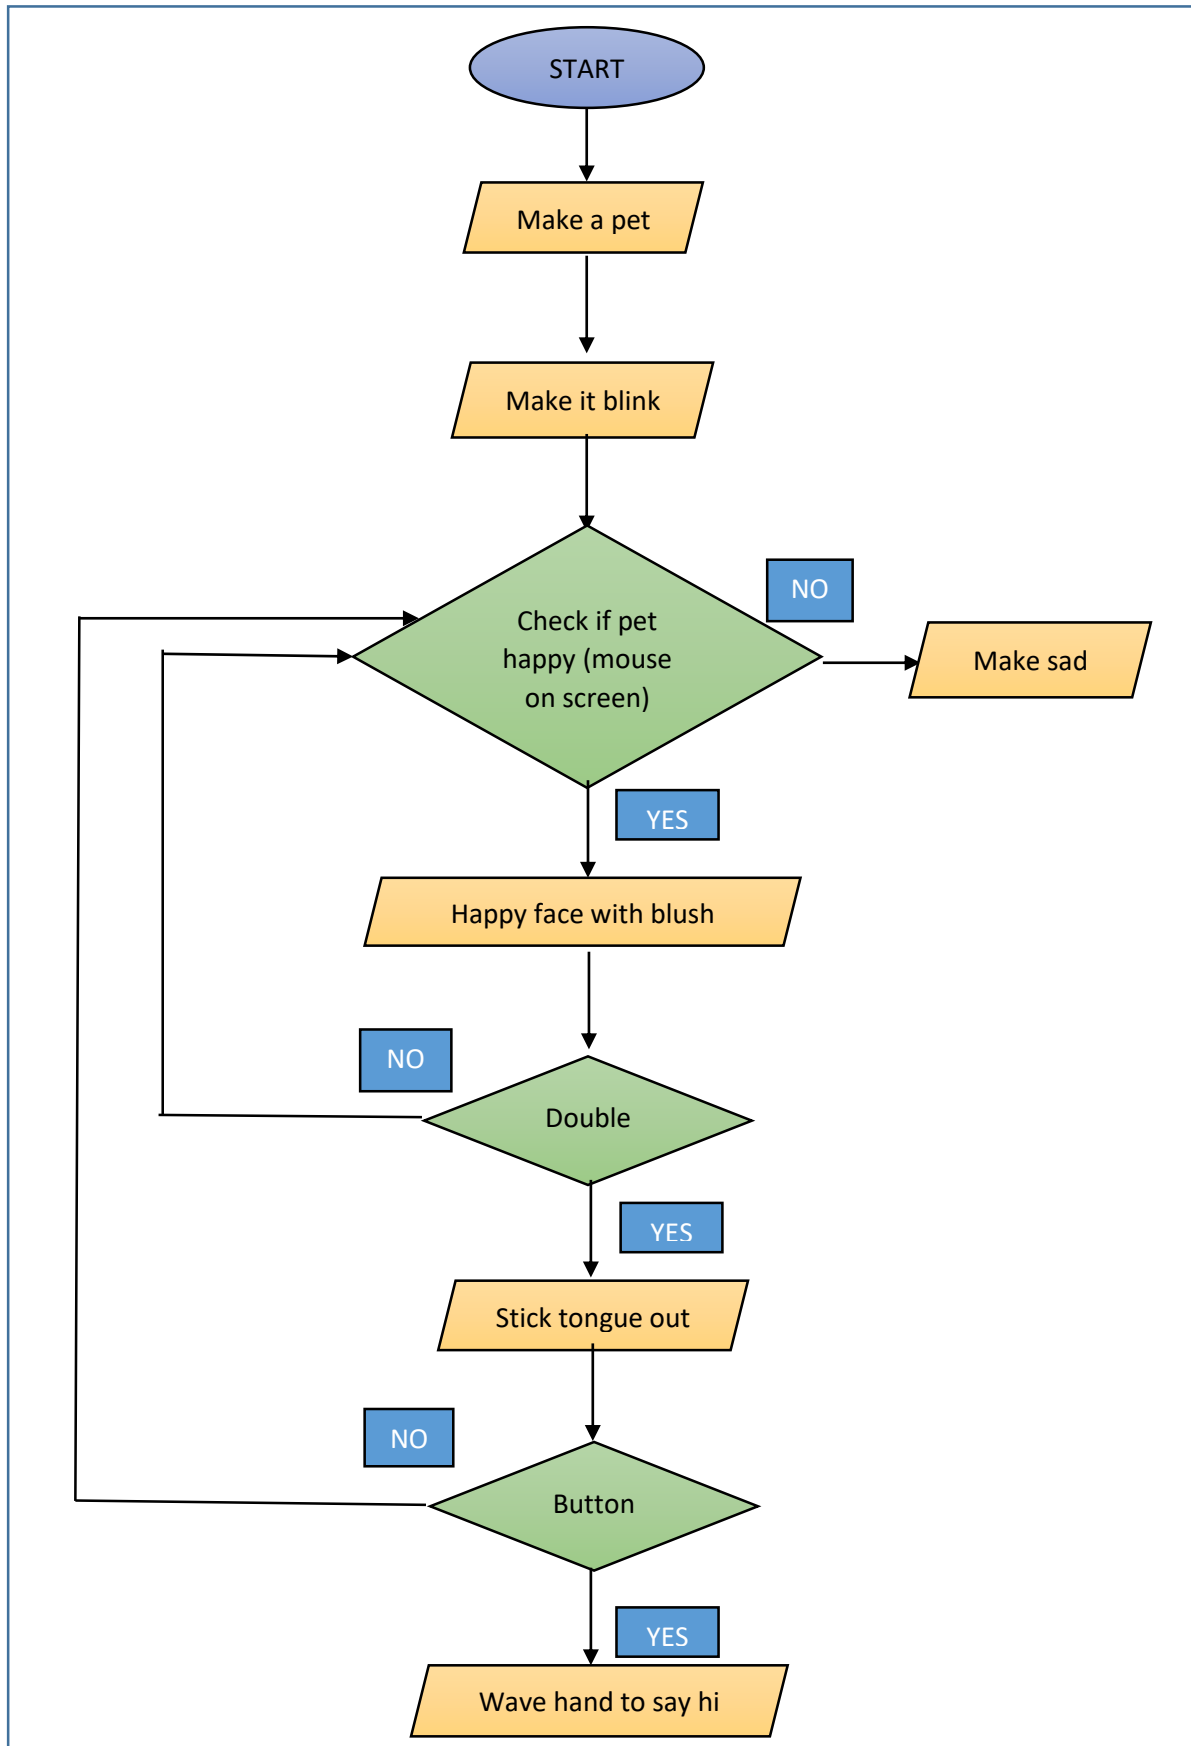 START
Make a pet
Make it blink
NO
Check if pet
happy (mouse
on screen)
Make sad
YES
Happy face with blush
NO
Double
YES
Stick tongue out
NO
Button
YES
Wave hand to say hi